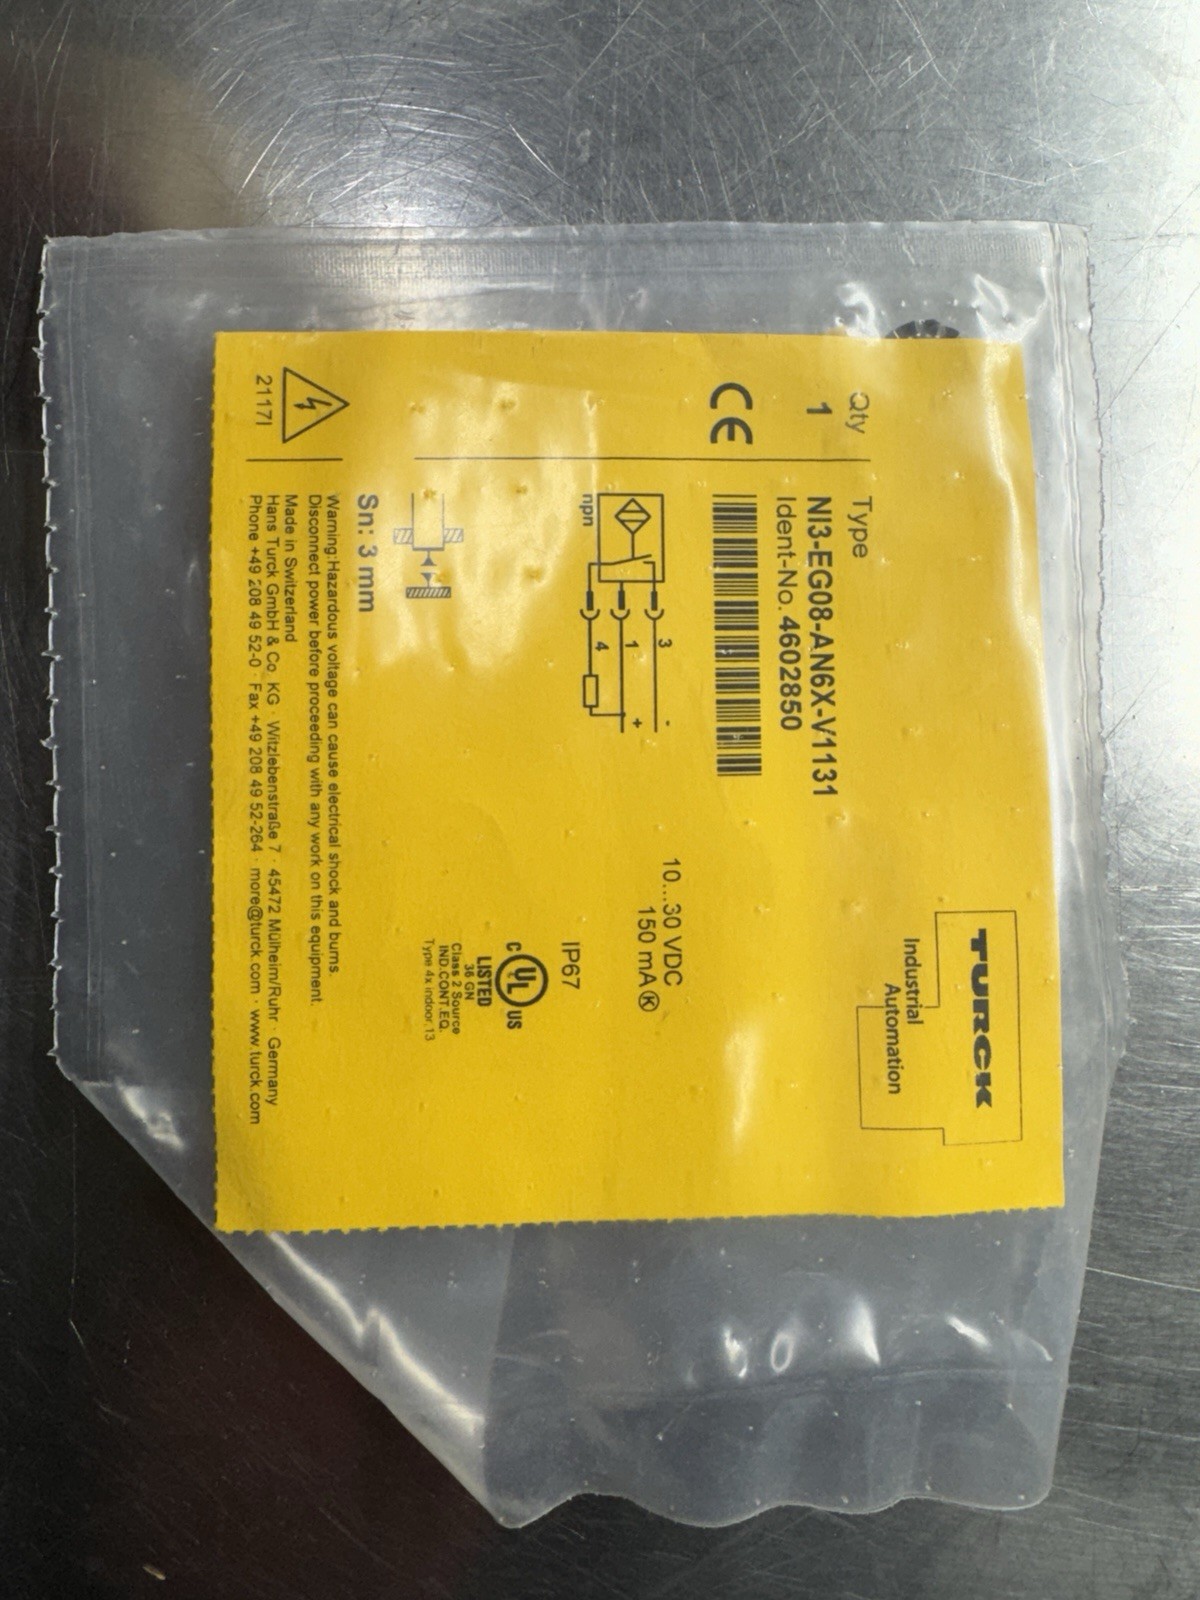 TURCK
Industrial
Automation
Qty Type
1 NI3-EG08-AN6X-V1131
Ident-No. 4602850
CE
10...30 VDC
150 mA K
3 -
1 +
4
npn
IP67
C UL US
LISTED
36 GN
Class 2 Source
IND.CONT.EQ.
Type 4x indoor,13
Sn: 3 mm
Warning:Hazardous voltage can cause electrical shock and burns.
Disconnect power before proceeding with any work on this equipment.
2117I
Made in Switzerland
Hans Turck GmbH & Co. KG · Witzlebenstraße 7 · 45472 Mülheim/Ruhr · Germany
Phone +49 208 49 52-0 · Fax +49 208 49 52-264 · more@turck.com · www.turck.com